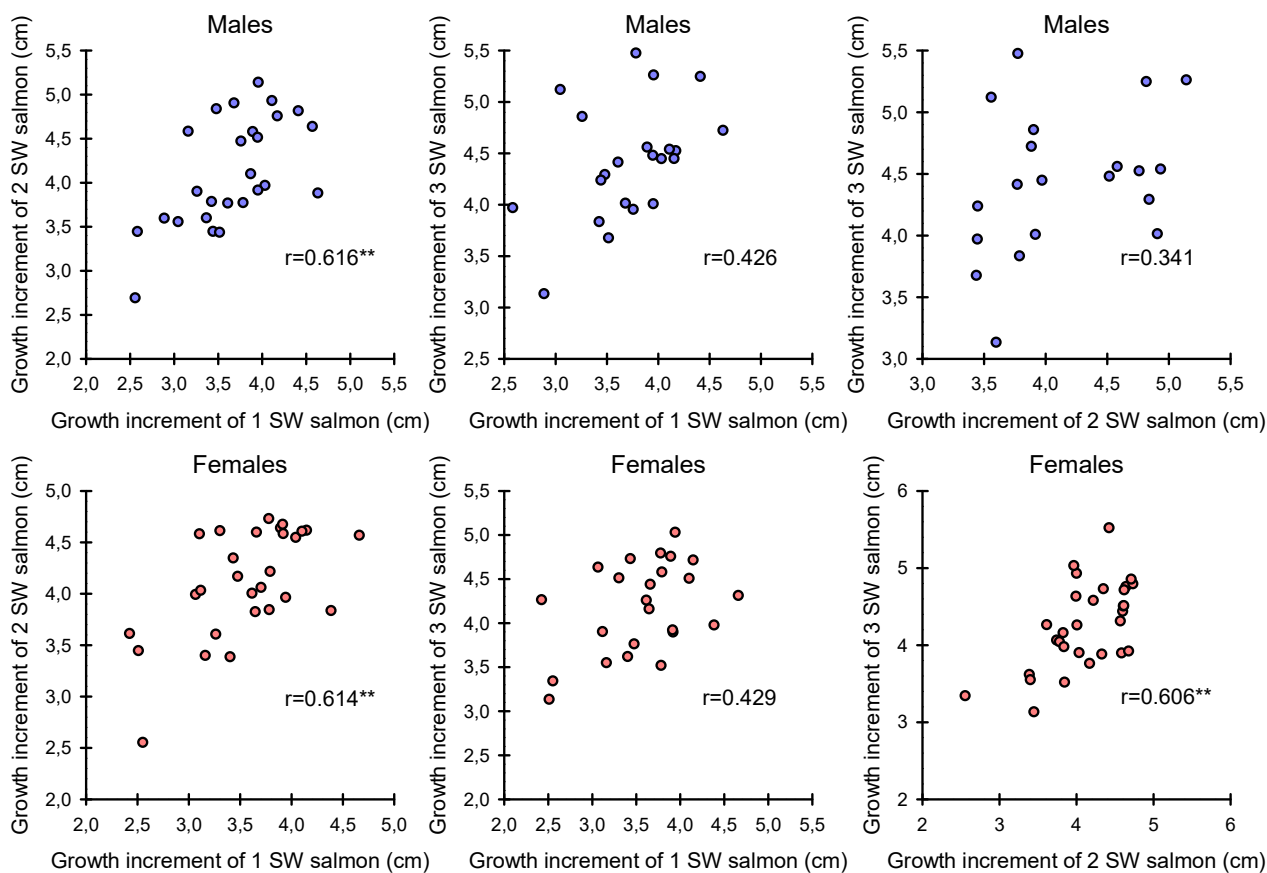 Males
Growth increment of 2 SW salmon (cm)
5,5
5,0
4,5
4,0
3,5
3,0
2,5
2,0
r=0.616**
2,0 2,5 3,0 3,5 4,0 4,5 5,0 5,5
Growth increment of 1 SW salmon (cm)
Males
Growth increment of 3 SW salmon (cm)
5,5
5,0
4,5
4,0
3,5
3,0
2,5
r=0.426
2,5 3,0 3,5 4,0 4,5 5,0 5,5
Growth increment of 1 SW salmon (cm)
Males
Growth increment of 3 SW salmon (cm)
5,5
5,0
4,5
4,0
3,5
3,0
r=0.341
3,0 3,5 4,0 4,5 5,0 5,5
Growth increment of 2 SW salmon (cm)
Females
Growth increment of 2 SW salmon (cm)
5,0
4,5
4,0
3,5
3,0
2,5
2,0
r=0.614**
2,0 2,5 3,0 3,5 4,0 4,5 5,0
Growth increment of 1 SW salmon (cm)
Females
Growth increment of 3 SW salmon (cm)
5,5
5,0
4,5
4,0
3,5
3,0
2,5
2,0
r=0.429
2,0 2,5 3,0 3,5 4,0 4,5 5,0 5,5
Growth increment of 1 SW salmon (cm)
Females
Growth increment of 3 SW salmon (cm)
6
5
4
3
2
r=0.606**
2 3 4 5 6
Growth increment of 2 SW salmon (cm)